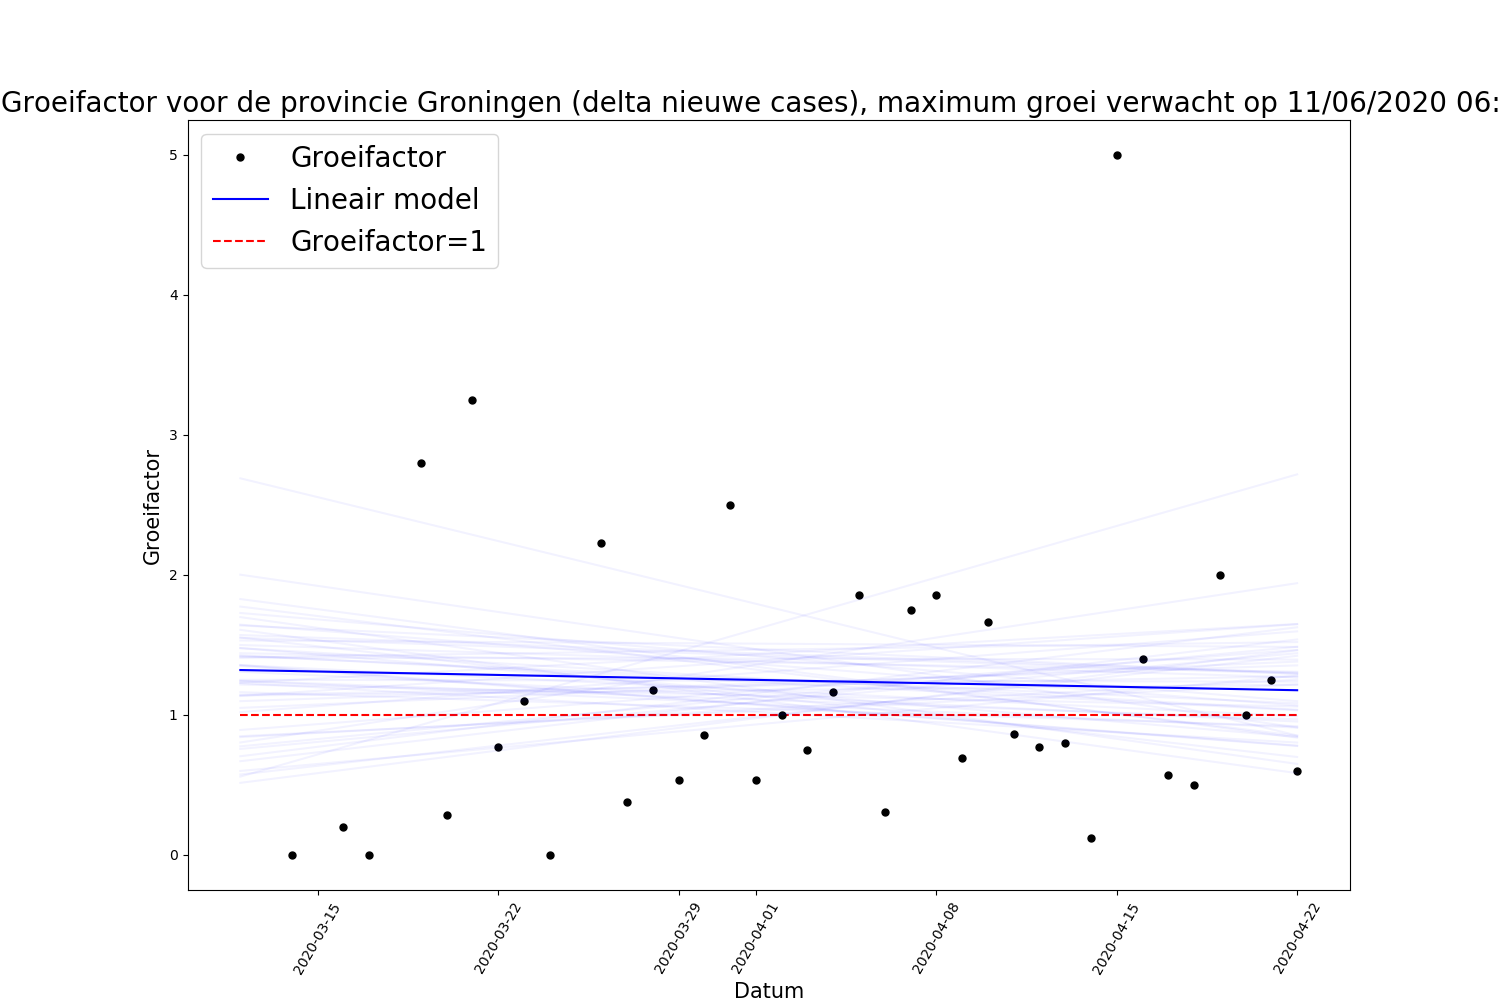 Groeifactor voor de provincie Groningen (delta nieuwe cases), maximum groei verwacht op 11/06/2020 06:
Groeifactor
Lineair model
Groeifactor=1
5
4
3
2
1
0
Groeifactor
2020-03-15
2020-03-22
2020-03-29
2020-04-01
2020-04-08
2020-04-15
2020-04-22
Datum